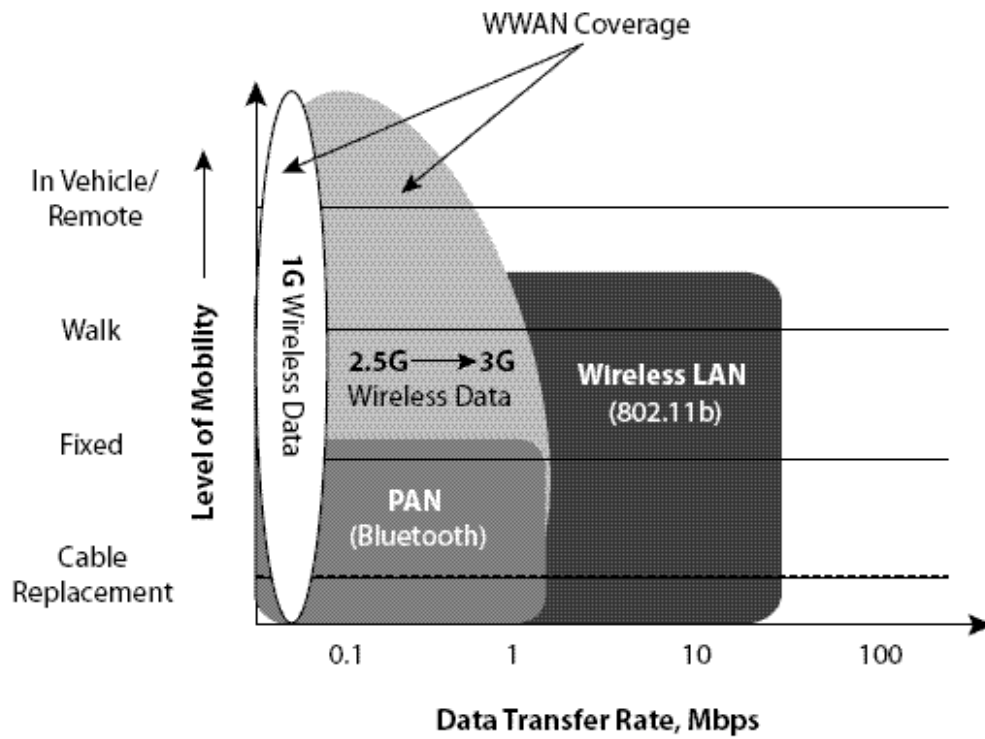 WWAN Coverage
In Vehicle/
Remote
Walk
Fixed
Cable
Replacement
Level of Mobility
1G Wireless Data
2.5G 3G
Wireless Data
Wireless LAN
(802.11b)
PAN
(Bluetooth)
0.1 1 10 100
Data Transfer Rate, Mbps